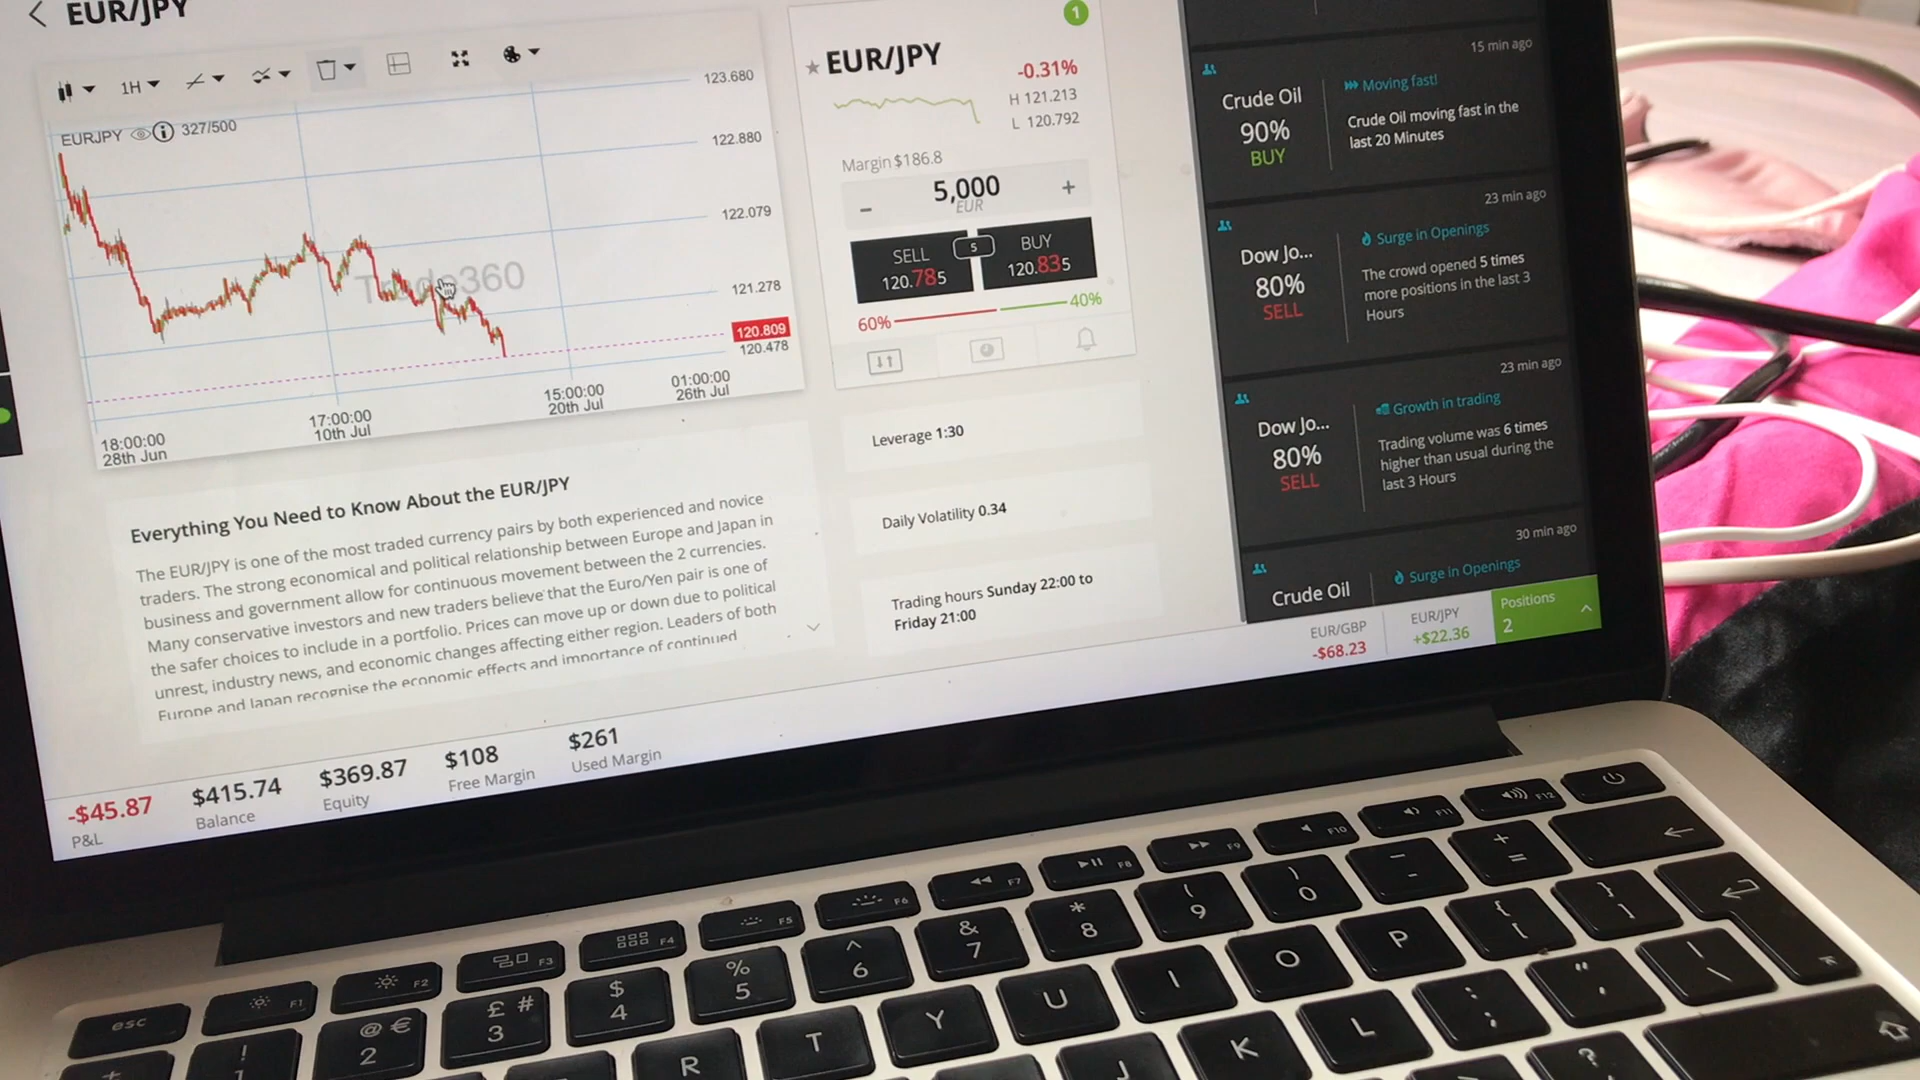 EUR/JPY
1H
EURJPY 327/500
123.680
122.880
122.079
121.278
120.809
120.478
Trade360
18:00:00
28th Jun
17:00:00
10th Jul
15:00:00
20th Jul
01:00:00
26th Jul
Everything You Need to Know About the EUR/JPY
The EUR/JPY is one of the most traded currency pairs by both experienced and novice
traders. The strong economical and political relationship between Europe and Japan in
business and government allow for continuous movement between the 2 currencies.
Many conservative investors and new traders believe that the Euro/Yen pair is one of
the safer choices to include in a portfolio. Prices can move up or down due to political
unrest, industry news, and economic changes affecting either region. Leaders of both
Europe and Japan recognise the economic effects and importance of continued
1
EUR/JPY
-0.31%
H 121.213
L 120.792
Margin $186.8
- 5,000 +
EUR
SELL 5 BUY
120.785 120.835
60% 40%
Leverage 1:30
Daily Volatility 0.34
Trading hours Sunday 22:00 to
Friday 21:00
15 min ago
Crude Oil
90%
BUY
Moving fast!
Crude Oil moving fast in the
last 20 Minutes
23 min ago
Dow Jo...
80%
SELL
Surge in Openings
The crowd opened 5 times
more positions in the last 3
Hours
23 min ago
Dow Jo...
80%
SELL
Growth in trading
Trading volume was 6 times
higher than usual during the
last 3 Hours
30 min ago
Crude Oil
Surge in Openings
EUR/GBP
-$68.23
EUR/JPY
+$22.36
Positions
2
-$45.87
P&L
$415.74
Balance
$369.87
Equity
$108
Free Margin
$261
Used Margin
esc F1 F2 F3 F4 F5 F6 F7 F8 F9 F10 F11 F12
! @ € £ # $ % ^ & * ( ) _ +
1 2 3 4 5 6 7 8 9 0 - =
R T Y U I O P { [ } ]
J K L : ; " ' | \
?